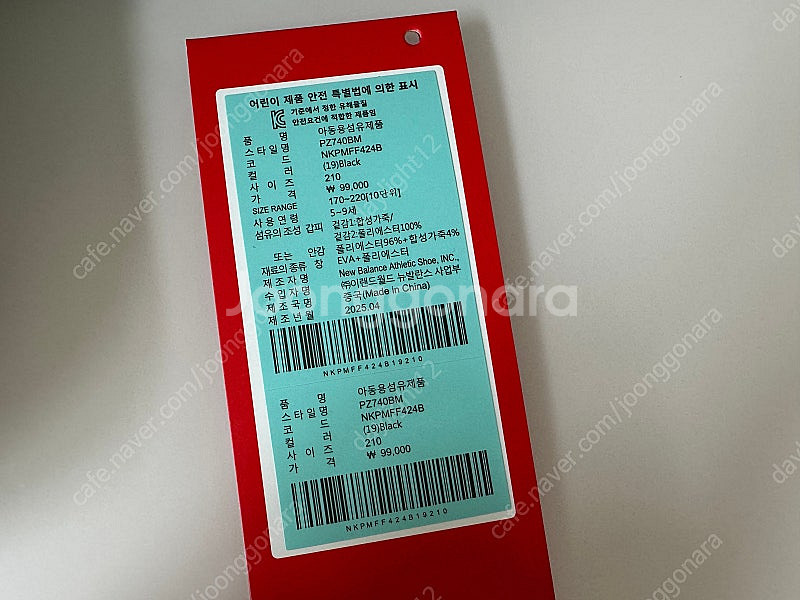 어린이 제품 안전 특별법에 의한 표시
KC 기준에서 정한 유해물질
안전요건에 적합한 제품임
품 명 아동용섬유제품
스타일명 PZ740BM
코 드 NKPMFF424B
컬 러 (19)Black
사 이 즈 210
가 격 ₩ 99,000
SIZE RANGE 170~220[10단위]
사용연령 5~9세
섬유의조성 갑피 겉감1:합성가죽/
겉감2:폴리에스터100%
또는 안감 폴리에스터96%+합성가죽4%
재료의종류 창 EVA+폴리에스터
제조자명 New Balance Athletic Shoe, INC.,
수입자명 ㈜이랜드월드 뉴발란스 사업부
제조국명 중국(Made In China)
제조년월 2025.04
NKPMFF424B19210
품 명 아동용섬유제품
스타일명 PZ740BM
코 드 NKPMFF424B
컬 러 (19)Black
사 이 즈 210
가 격 ₩ 99,000
NKPMFF424B19210
joonggonara
cafe.naver.com/joonggonara